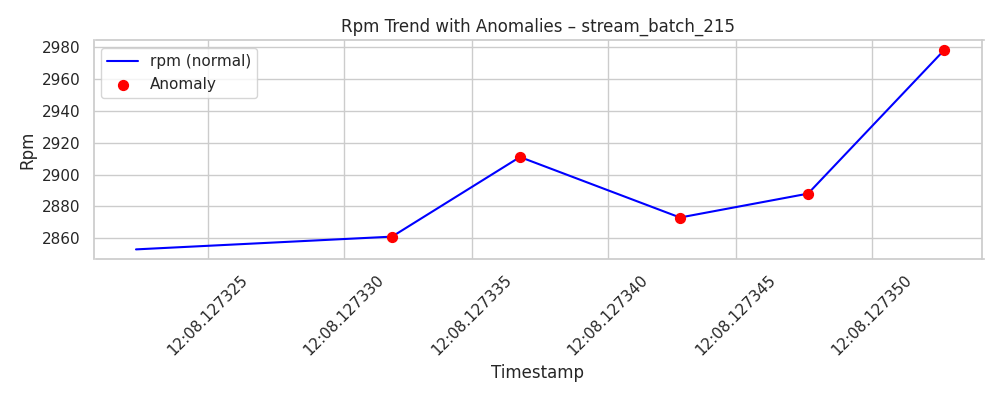 Rpm Trend with Anomalies – stream_batch_215
rpm (normal)
Anomaly
Rpm
2980
2960
2940
2920
2900
2880
2860
12:08.127325
12:08.127330
12:08.127335
12:08.127340
12:08.127345
12:08.127350
Timestamp